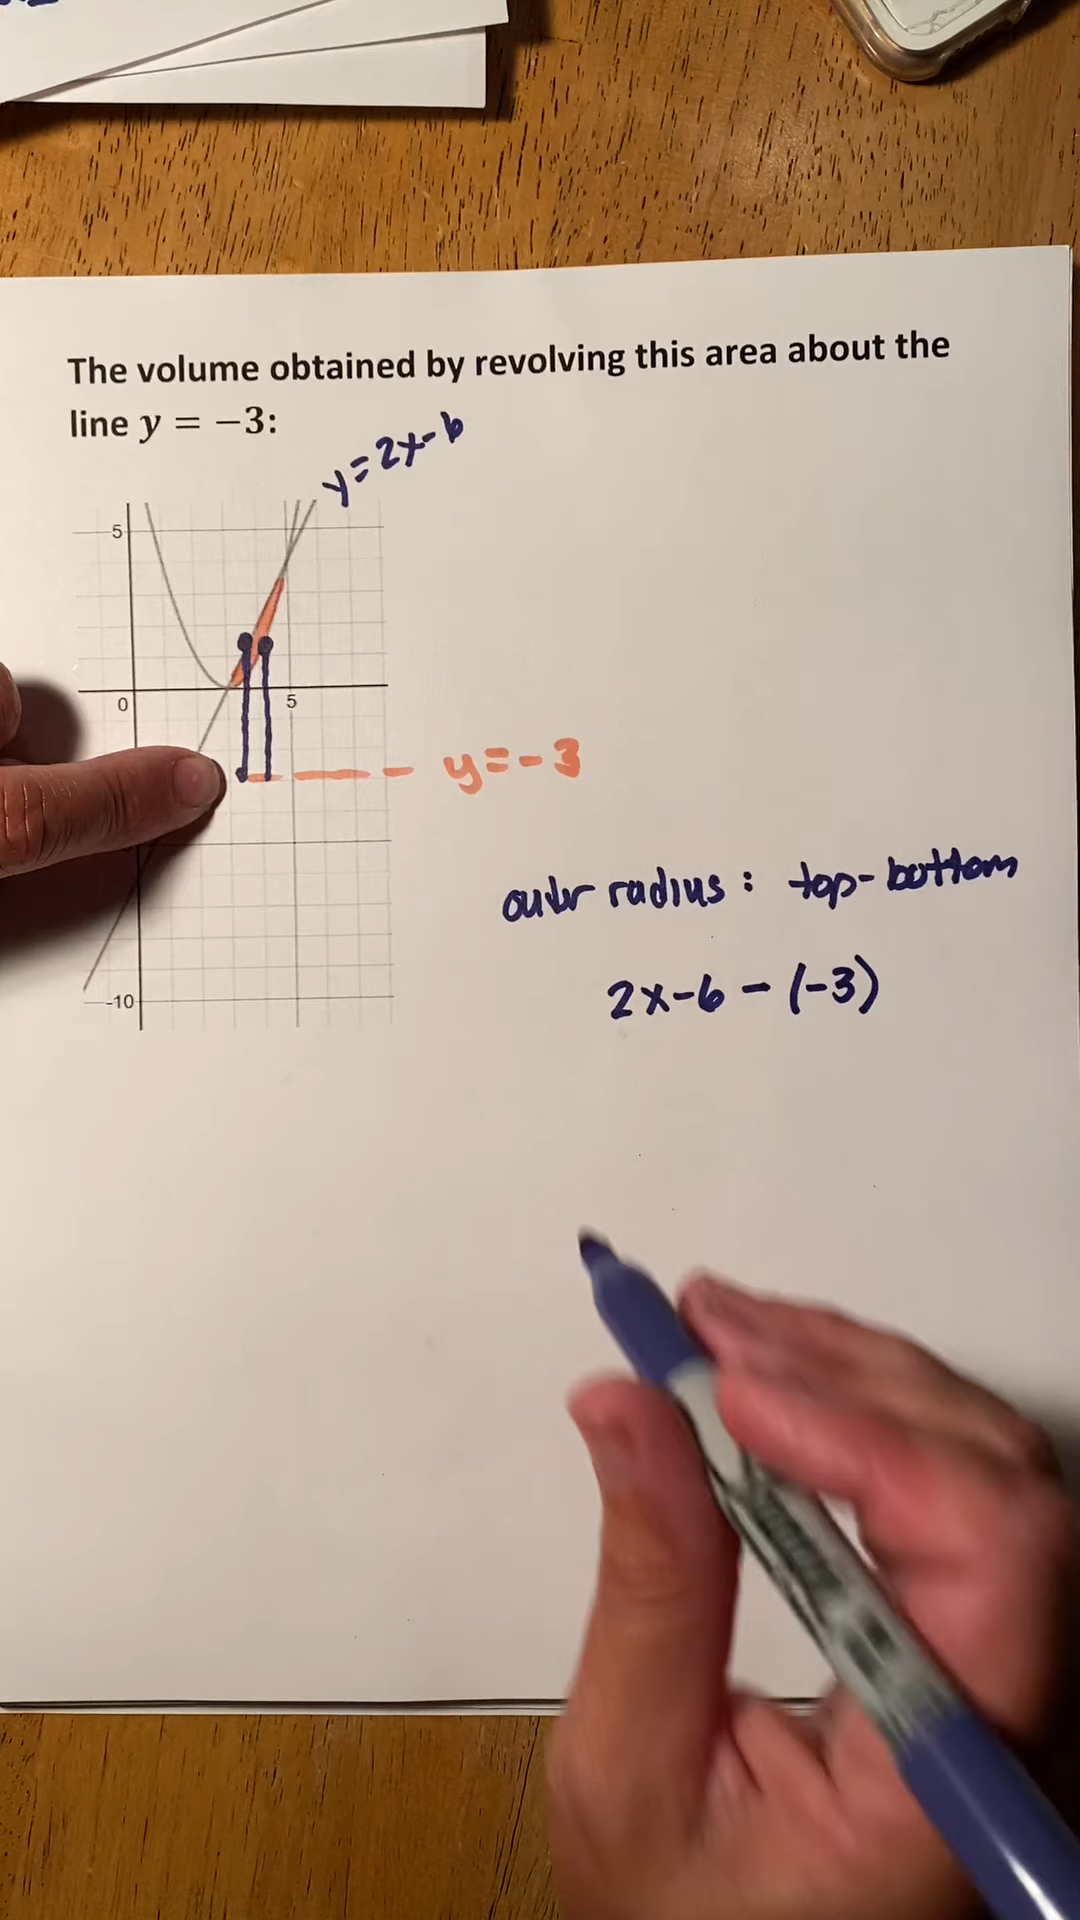 The volume obtained by revolving this area about the
line y = −3:
y=2x-6
5
0
5
y=-3
outer radius: top-bottom
2x-6 - (-3)
-10